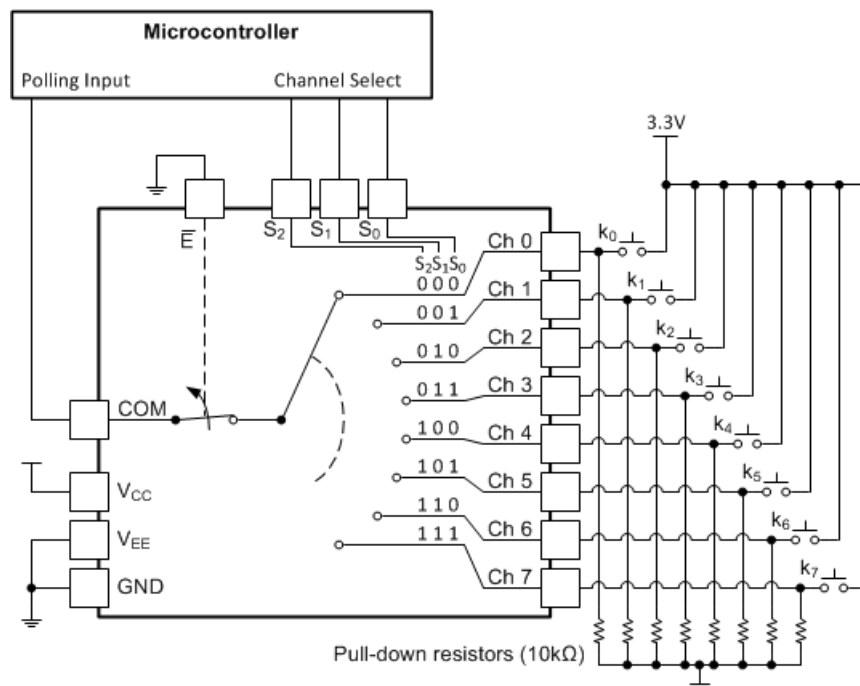 Microcontroller
Polling Input
Channel Select
3.3V
E
S2
S1
S0
S2S1S0
Ch 0
k0
0 0 0
Ch 1
k1
0 0 1
Ch 2
k2
0 1 0
Ch 3
k3
0 1 1
COM
Ch 4
k4
1 0 0
Ch 5
k5
1 0 1
VCC
Ch 6
k6
1 1 0
VEE
1 1 1
Ch 7
k7
GND
Pull-down resistors (10kΩ)